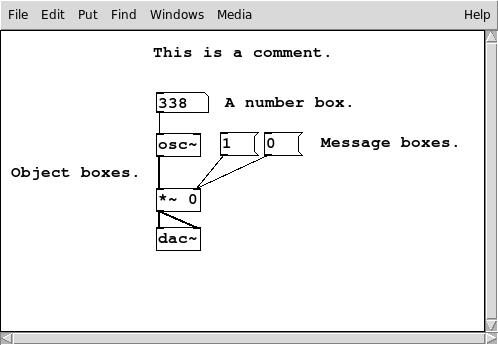 File Edit Put Find Windows Media Help
This is a comment.
338 A number box.
osc~ 1 0 Message boxes.
Object boxes.
*~ 0
dac~